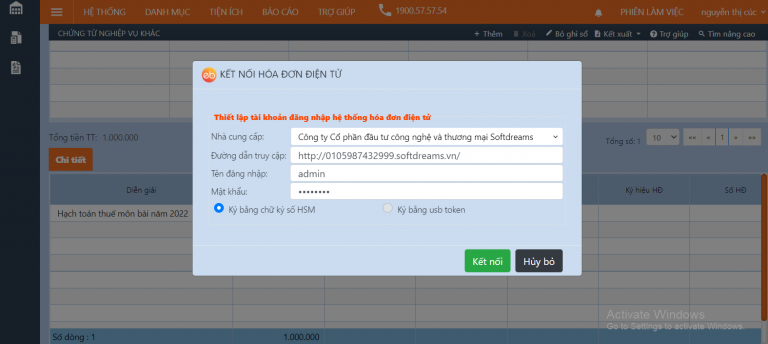 HỆ THỐNG DANH MỤC TIỆN ÍCH BÁO CÁO TRỢ GIÚP 1900.57.57.54 PHIÊN LÀM VIỆC nguyễn thị cúc
CHỨNG TỪ NGHIỆP VỤ KHÁC + Thêm Xoá Bỏ ghi sổ Kết xuất Trợ giúp Tìm nâng cao
eb KẾT NỐI HÓA ĐƠN ĐIỆN TỬ
Thiết lập tài khoản đăng nhập hệ thống hóa đơn điện tử
Tổng tiền TT: 1.000.000
Nhà cung cấp: Công ty Cổ phần đầu tư công nghệ và thương mại Softdreams
Tổng số: 1 10 «« « 1 » »»
Chi tiết
Đường dẫn truy cập: http://0105987432999.softdreams.vn/
Tên đăng nhập: admin
Mật khẩu: ••••••••
Diễn giải Ký hiệu HĐ Số HĐ
Hạch toán thuế môn bài năm 2022
Ký bằng chữ ký số HSM Ký bằng usb token
Kết nối Hủy bỏ
Activate Windows
Go to Settings to activate Windows.
Số dòng : 1 1.000.000